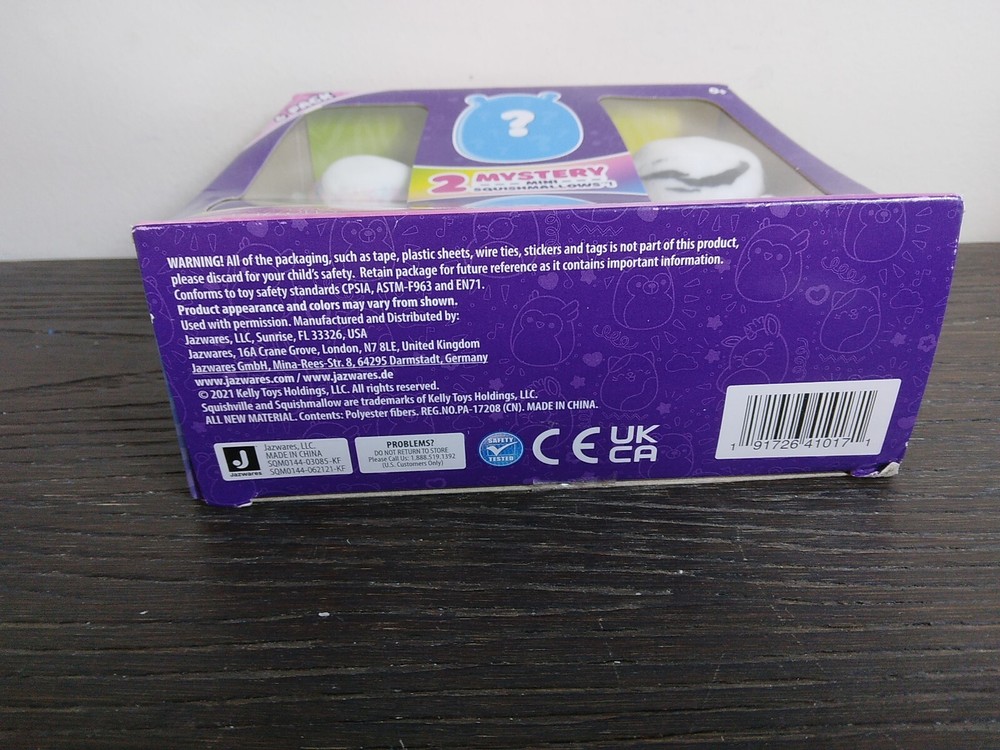 PACK
?
2 MYSTERY
MINI
SQUISHMALLOWS!
WARNING! All of the packaging, such as tape, plastic sheets, wire ties, stickers and tags is not part of this product,
please discard for your child's safety. Retain package for future reference as it contains important information.
Conforms to toy safety standards CPSIA, ASTM-F963 and EN71.
Product appearance and colors may vary from shown.
Used with permission. Manufactured and Distributed by:
Jazwares, LLC, Sunrise, FL 33326, USA
Jazwares, 16A Crane Grove, London, N7 8LE, United Kingdom
Jazwares GmbH, Mina-Rees-Str. 8, 64295 Darmstadt, Germany
www.jazwares.com / www.jazwares.de
© 2021 Kelly Toys Holdings, LLC. All rights reserved.
Squishville and Squishmallow are trademarks of Kelly Toys Holdings, LLC.
ALL NEW MATERIAL. Contents: Polyester fibers. REG.NO.PA-17208 (CN). MADE IN CHINA.
J
Jazwares
Jazwares, LLC.
MADE IN CHINA
SQM0144-03085-KF
SQM0144-062121-KF
PROBLEMS?
DO NOT RETURN TO STORE
Please Call Us: 1.888.519.1392
(U.S. Customers Only)
SAFETY
TESTED
CE
UK
CA
1 91726 41017 1